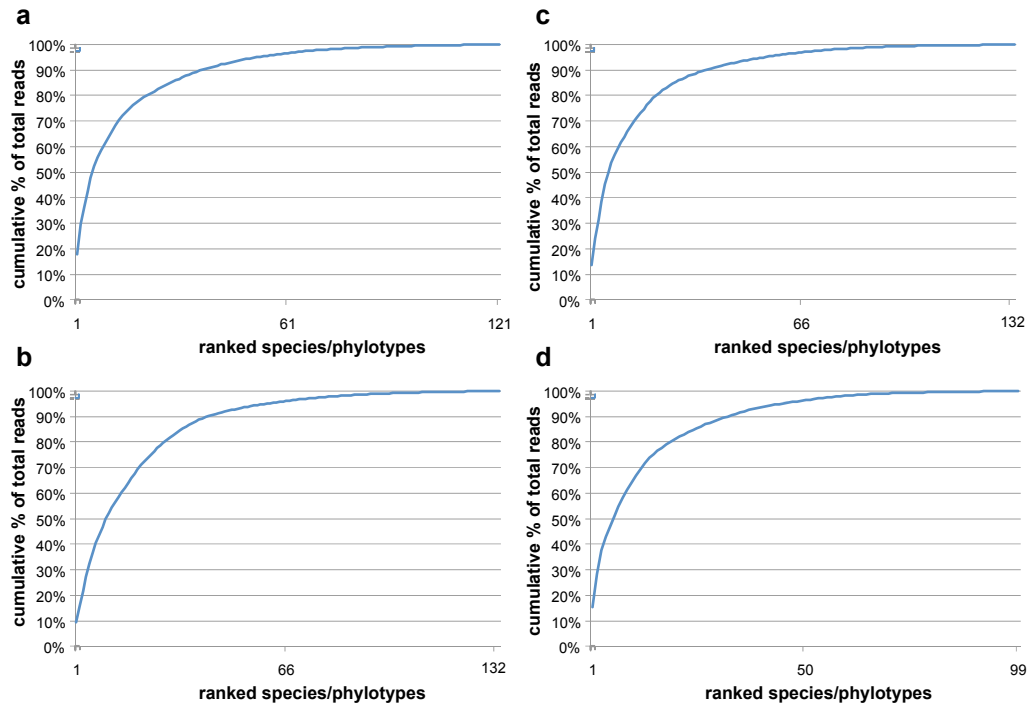 a
cumulative % of total reads
100%
90%
80%
70%
60%
50%
40%
30%
20%
10%
0%
1 61 121
ranked species/phylotypes
c
cumulative % of total reads
100%
90%
80%
70%
60%
50%
40%
30%
20%
10%
0%
1 66 132
ranked species/phylotypes
b
cumulative % of total reads
100%
90%
80%
70%
60%
50%
40%
30%
20%
10%
0%
1 66 132
ranked species/phylotypes
d
cumulative % of total reads
100%
90%
80%
70%
60%
50%
40%
30%
20%
10%
0%
1 50 99
ranked species/phylotypes